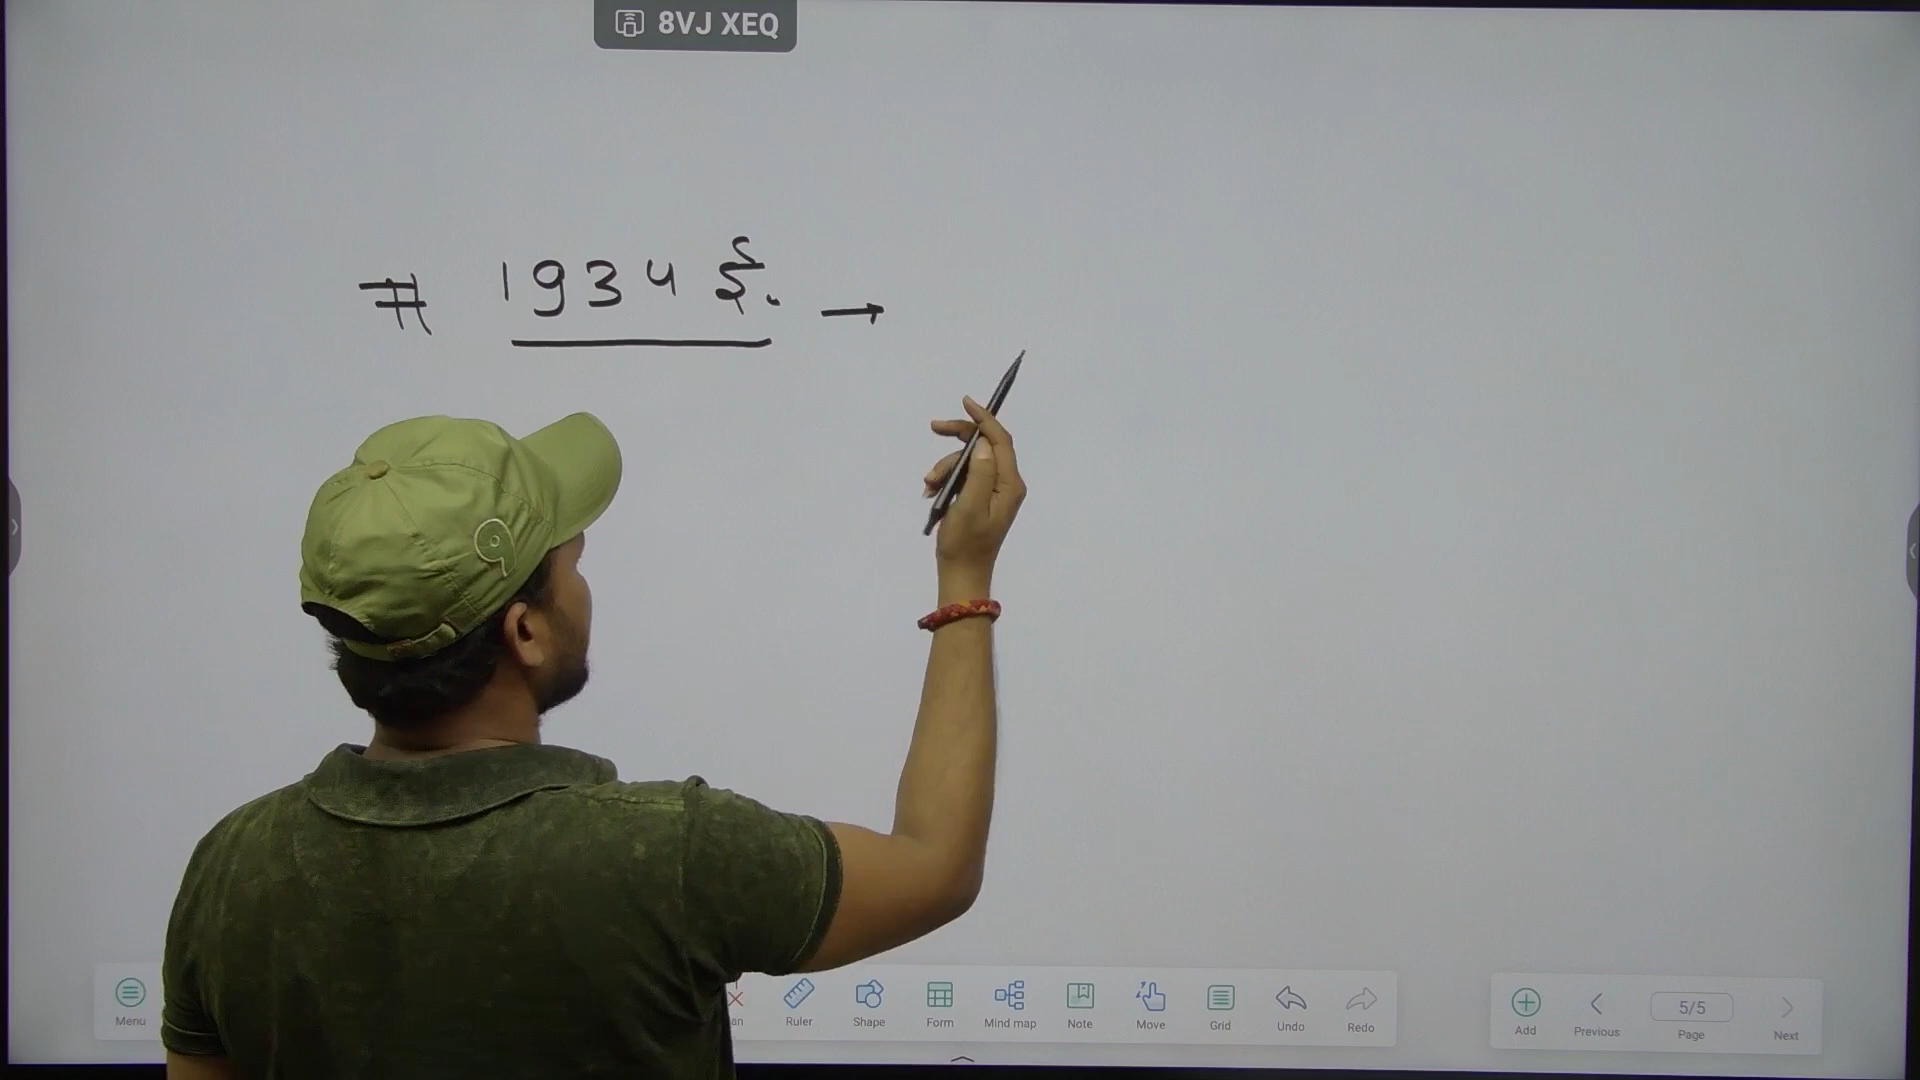 8VJ XEQ
# 1934 ई. →
Menu Ruler Shape Form Mind map Note Move Grid Undo Redo Add Previous 5/5 Page Next